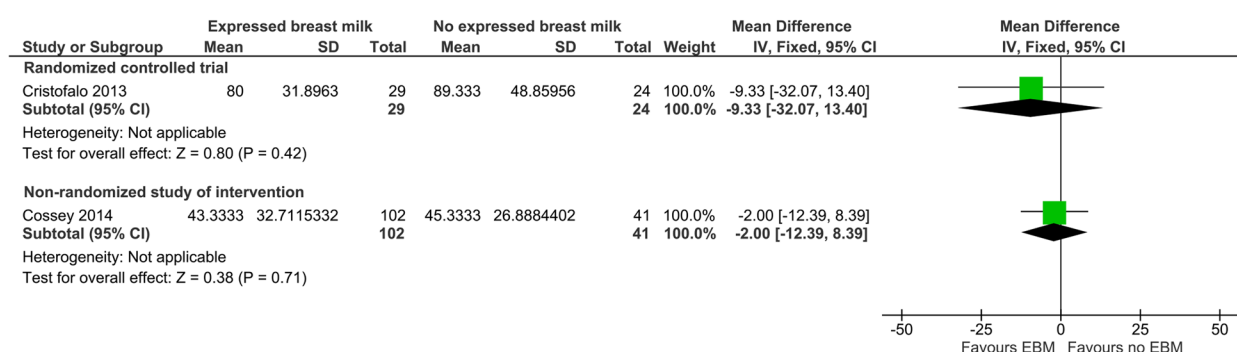 Expressed breast milk No expressed breast milk Mean Difference Mean Difference
Study or Subgroup Mean SD Total Mean SD Total Weight IV, Fixed, 95% CI IV, Fixed, 95% CI
Randomized controlled trial
Cristofalo 2013 80 31.8963 29 89.333 48.85956 24 100.0% -9.33 [-32.07, 13.40]
Subtotal (95% CI) 29 24 100.0% -9.33 [-32.07, 13.40]
Heterogeneity: Not applicable
Test for overall effect: Z = 0.80 (P = 0.42)
Non-randomized study of intervention
Cossey 2014 43.3333 32.7115332 102 45.3333 26.8884402 41 100.0% -2.00 [-12.39, 8.39]
Subtotal (95% CI) 102 41 100.0% -2.00 [-12.39, 8.39]
Heterogeneity: Not applicable
Test for overall effect: Z = 0.38 (P = 0.71)
-50 -25 0 25 50
Favours EBM Favours no EBM